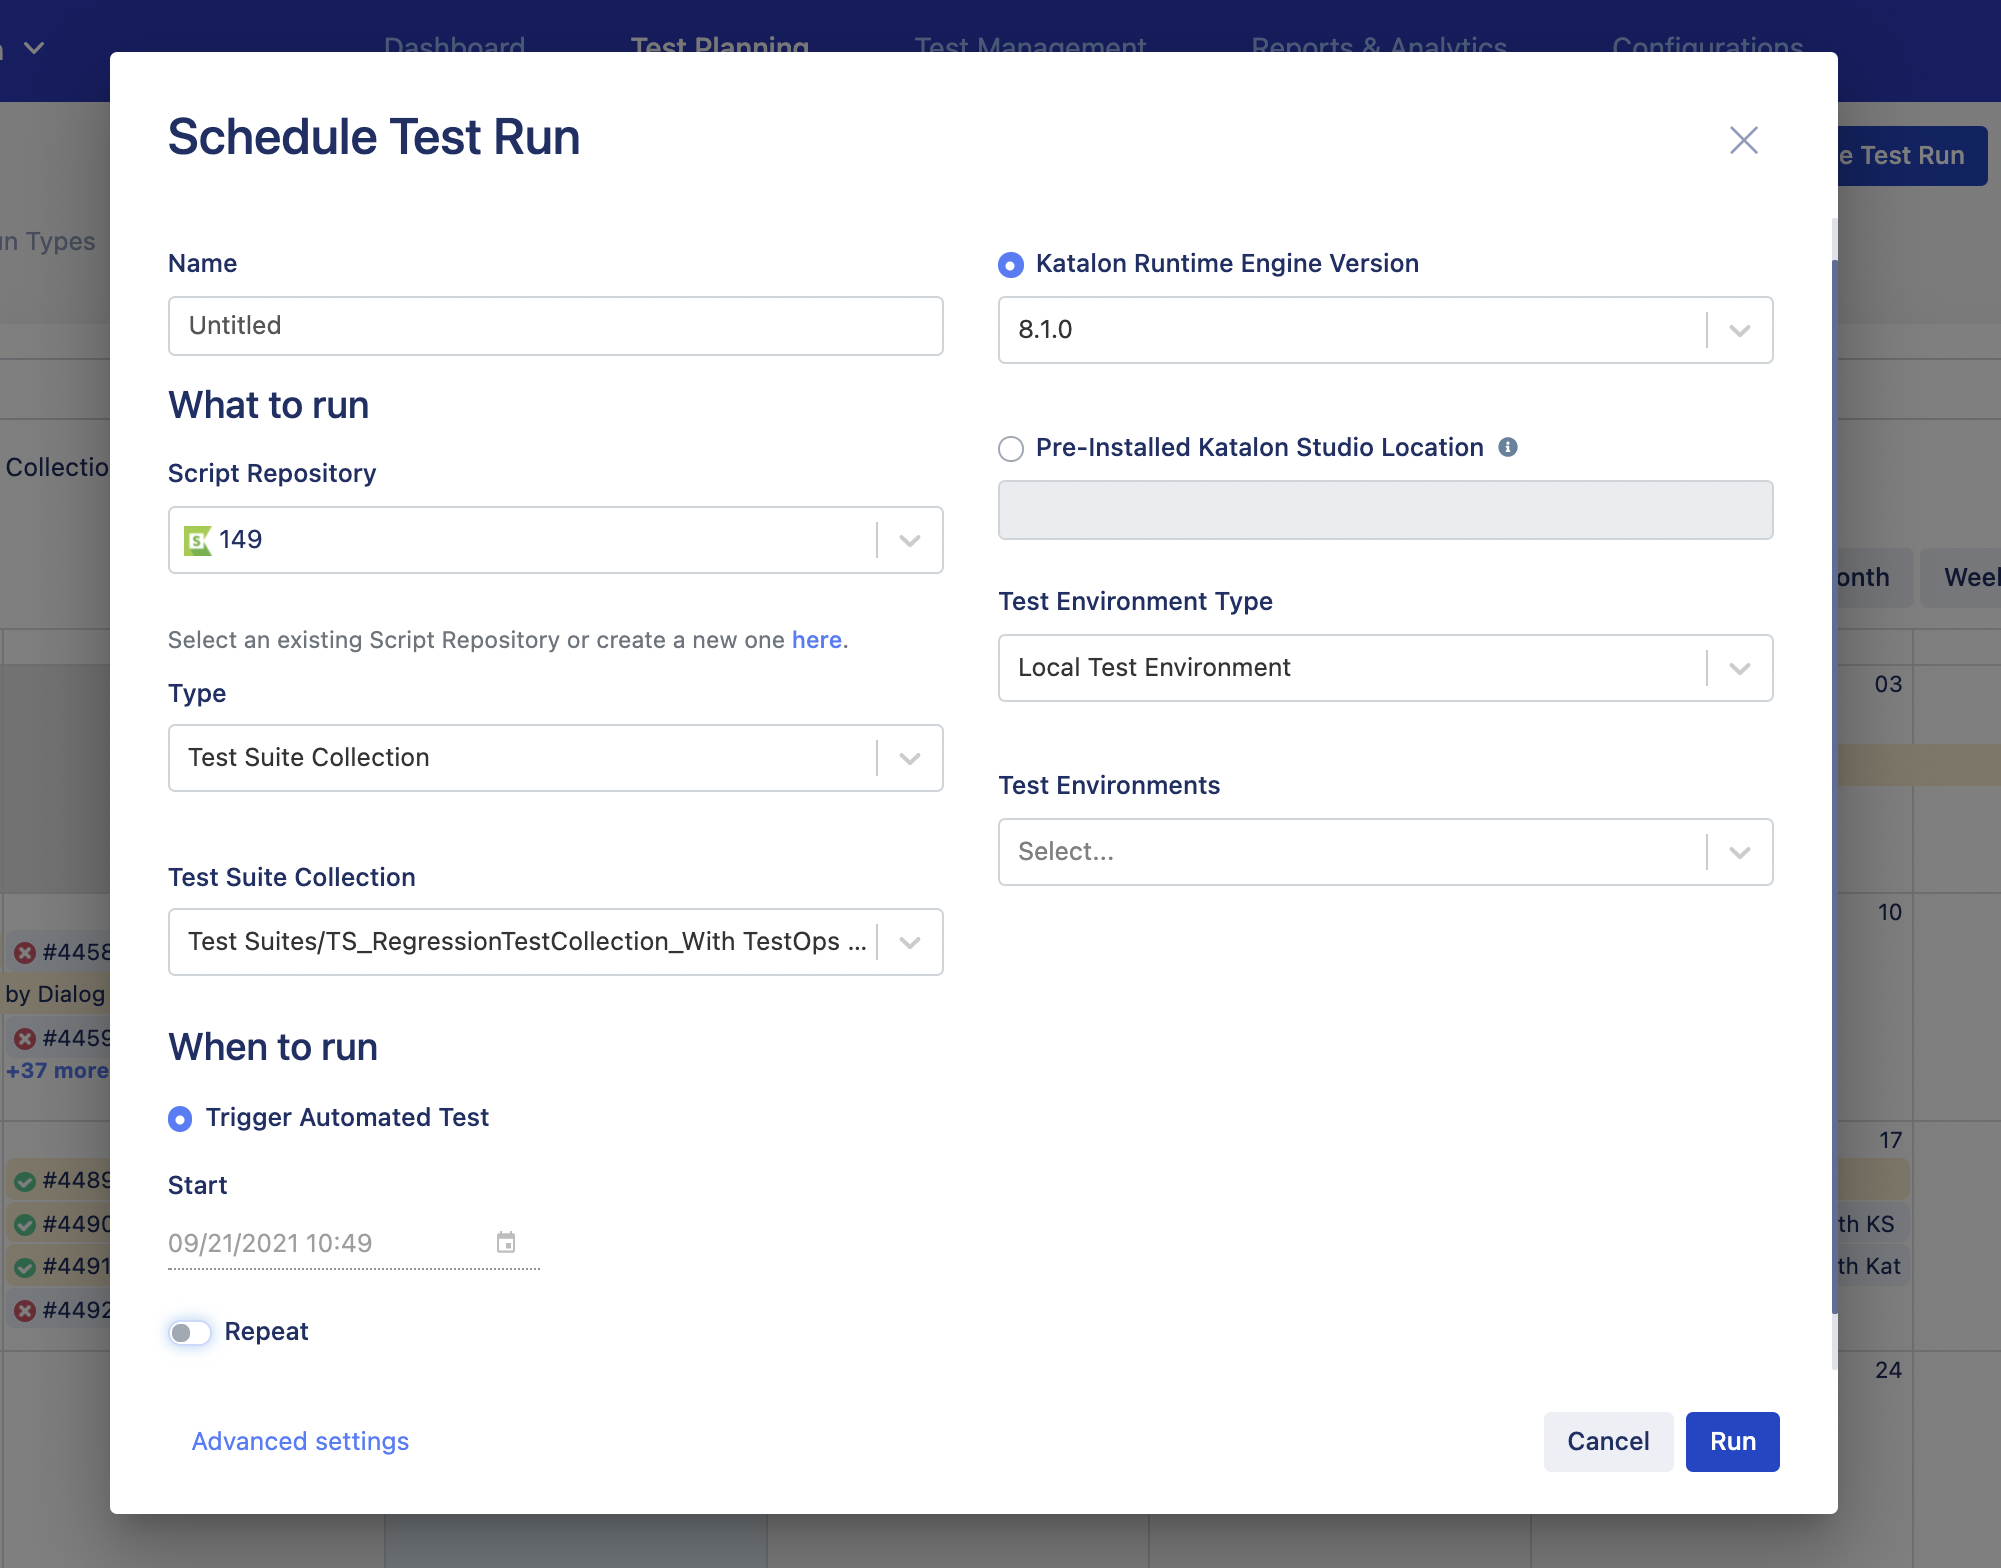 Dashboard
Test Planning
Test Management
Reports & Analytics
Configurations
Schedule Test Run
e Test Run
un Types
Name
Untitled
What to run
Script Repository
149
Select an existing Script Repository or create a new one here.
Type
Test Suite Collection
Test Suite Collection
Test Suites/TS_RegressionTestCollection_With TestOps ...
When to run
Trigger Automated Test
Start
09/21/2021 10:49
Repeat
Advanced settings
Katalon Runtime Engine Version
8.1.0
Pre-Installed Katalon Studio Location
Test Environment Type
Local Test Environment
Test Environments
Select...
Cancel
Run
Collectio
#4458
by Dialog
#4459
+37 more
#4489
#4490
#4491
#4492
onth
Week
03
10
17
th KS
th Kat
24